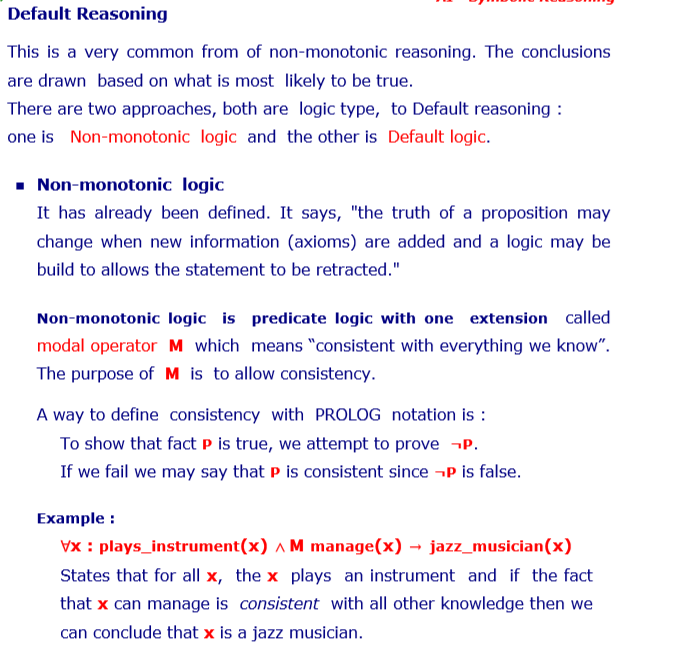 Default Reasoning
This is a very common from of non-monotonic reasoning. The conclusions
are drawn based on what is most likely to be true.
There are two approaches, both are logic type, to Default reasoning :
one is Non-monotonic logic and the other is Default logic.
▪ Non-monotonic logic
It has already been defined. It says, "the truth of a proposition may
change when new information (axioms) are added and a logic may be
build to allows the statement to be retracted."
Non-monotonic logic is predicate logic with one extension called
modal operator M which means “consistent with everything we know”.
The purpose of M is to allow consistency.
A way to define consistency with PROLOG notation is :
To show that fact P is true, we attempt to prove ¬P.
If we fail we may say that P is consistent since ¬P is false.
Example :
∀x : plays_instrument(x) ∧ M manage(x) → jazz_musician(x)
States that for all x, the x plays an instrument and if the fact
that x can manage is consistent with all other knowledge then we
can conclude that x is a jazz musician.